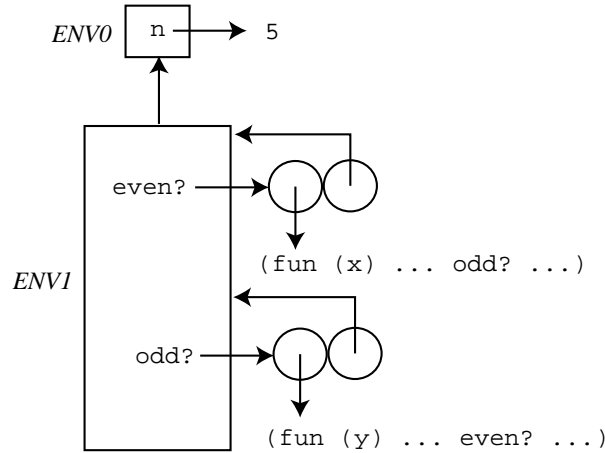 ENV0 n 5
even?
(fun (x) ... odd? ...)
ENV1
odd?
(fun (y) ... even? ...)